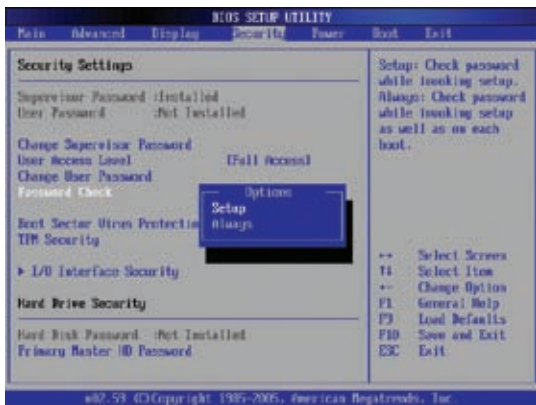 BIOS SETUP UTILITY
Main Advanced Display Security Power Boot Exit
Security Settings
Supervisor Password :Installed
User Password :Not Installed
Change Supervisor Password
User Access Level [Full Access]
Change User Password
Password Check
Boot Sector Virus Protection
TPM Security
▶ I/O Interface Security
Hard Drive Security
Hard Disk Password :Not Installed
Primary Master HD Password
Options
Setup
Always
Setup: Check password
while invoking setup.
Always: Check password
while invoking setup
as well as on each
boot.
↔ Select Screen
↑↓ Select Item
+- Change Option
F1 General Help
F9 Load Defaults
F10 Save and Exit
ESC Exit
v02.59 (C)Copyright 1985-2005, American Megatrends, Inc.